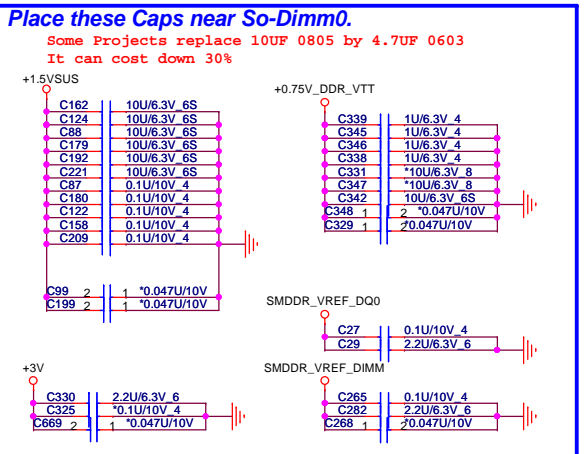 Place these Caps near So-Dimm0.
Some Projects replace 10UF 0805 by 4.7UF 0603
It can cost down 30%
+1.5VSUS
C162 10U/6.3V_6S
C124 10U/6.3V_6S
C88 10U/6.3V_6S
C179 10U/6.3V_6S
C192 10U/6.3V_6S
C221 10U/6.3V_6S
C87 0.1U/10V_4
C180 0.1U/10V_4
C122 0.1U/10V_4
C158 0.1U/10V_4
C209 0.1U/10V_4
C99 2 1 *0.047U/10V
C199 2 1 *0.047U/10V
+0.75V_DDR_VTT
C339 1U/6.3V_4
C345 1U/6.3V_4
C346 1U/6.3V_4
C338 1U/6.3V_4
C331 *10U/6.3V_8
C347 *10U/6.3V_8
C342 10U/6.3V_6S
C348 1 2 *0.047U/10V
C329 1 2 *0.047U/10V
SMDDR_VREF_DQ0
C27 0.1U/10V_4
C29 2.2U/6.3V_6
+3V
C330 2.2U/6.3V_6
C325 *0.1U/10V_4
C669 2 1 *0.047U/10V
SMDDR_VREF_DIMM
C265 0.1U/10V_4
C282 2.2U/6.3V_6
C268 1 2 *0.047U/10V